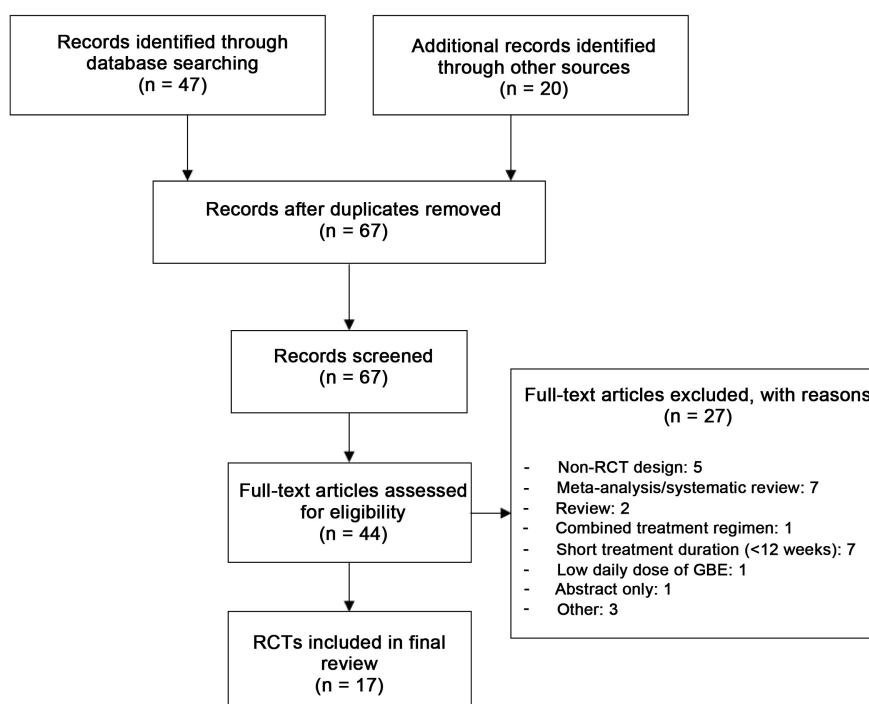 Records identified through
database searching
(n = 47)
Additional records identified
through other sources
(n = 20)
Records after duplicates removed
(n = 67)
Records screened
(n = 67)
Full-text articles assessed
for eligibility
(n = 44)
Full-text articles excluded, with reasons
(n = 27)
- Non-RCT design: 5
- Meta-analysis/systematic review: 7
- Review: 2
- Combined treatment regimen: 1
- Short treatment duration (<12 weeks): 7
- Low daily dose of GBE: 1
- Abstract only: 1
- Other: 3
RCTs included in final
review
(n = 17)